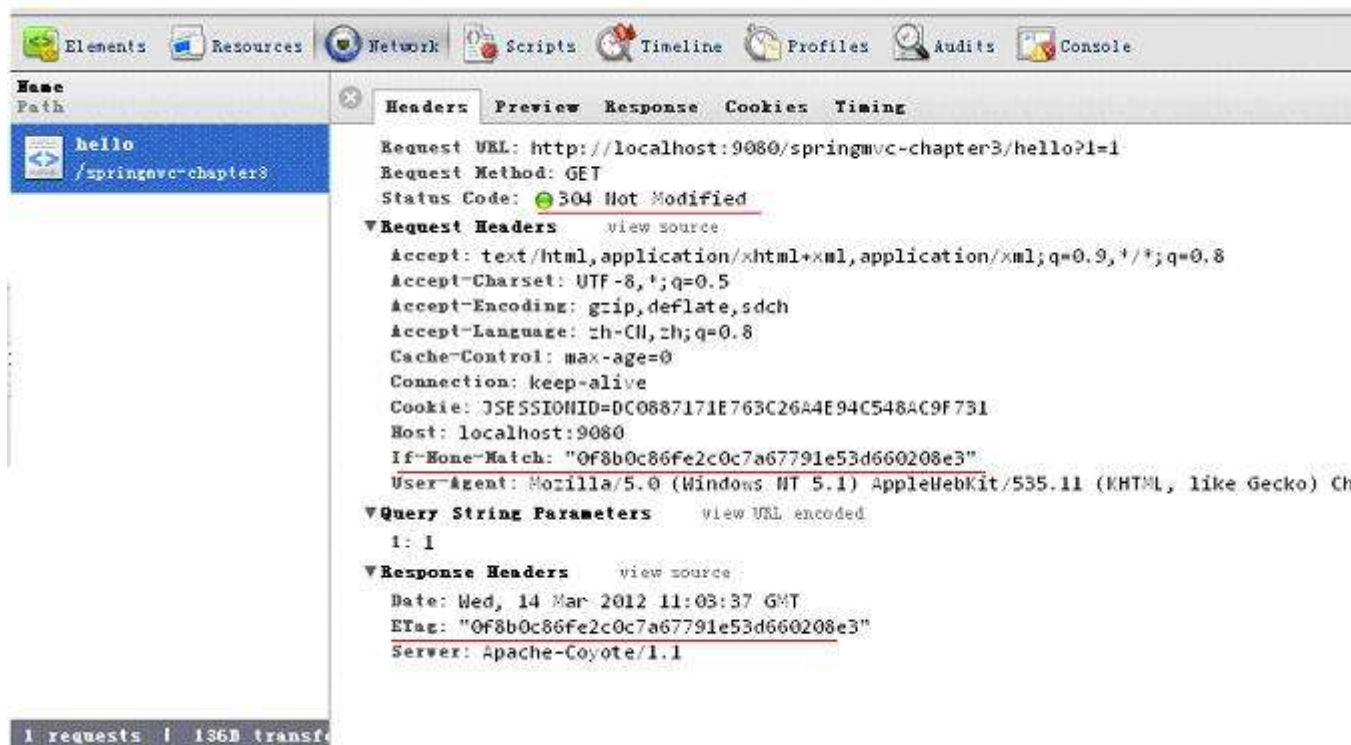 Elements Resources Network Scripts Timeline Profiles Audits Console
Name
Path
hello
/springmvc-chapter3
Headers Preview Response Cookies Timing
Request URL: http://localhost:9080/springmvc-chapter3/hello?1=1
Request Method: GET
Status Code: 304 Not Modified
Request Headers view source
Accept: text/html,application/xhtml+xml,application/xml;q=0.9,*/*;q=0.8
Accept-Charset: UTF-8,*;q=0.5
Accept-Encoding: gzip,deflate,sdch
Accept-Language: zh-CN,zh;q=0.8
Cache-Control: max-age=0
Connection: keep-alive
Cookie: JSESSIONID=DC0887171E763C26A4E94C548AC9F731
Host: localhost:9080
If-None-Match: "0f8b0c86fe2c0c7a67791e53d660208e3"
User-Agent: Mozilla/5.0 (Windows NT 5.1) AppleWebKit/535.11 (KHTML, like Gecko) Ch
Query String Parameters view URL encoded
1: 1
Response Headers view source
Date: Wed, 14 Mar 2012 11:03:37 GMT
ETag: "0f8b0c86fe2c0c7a67791e53d660208e3"
Server: Apache-Coyote/1.1
1 requests | 136B transfe